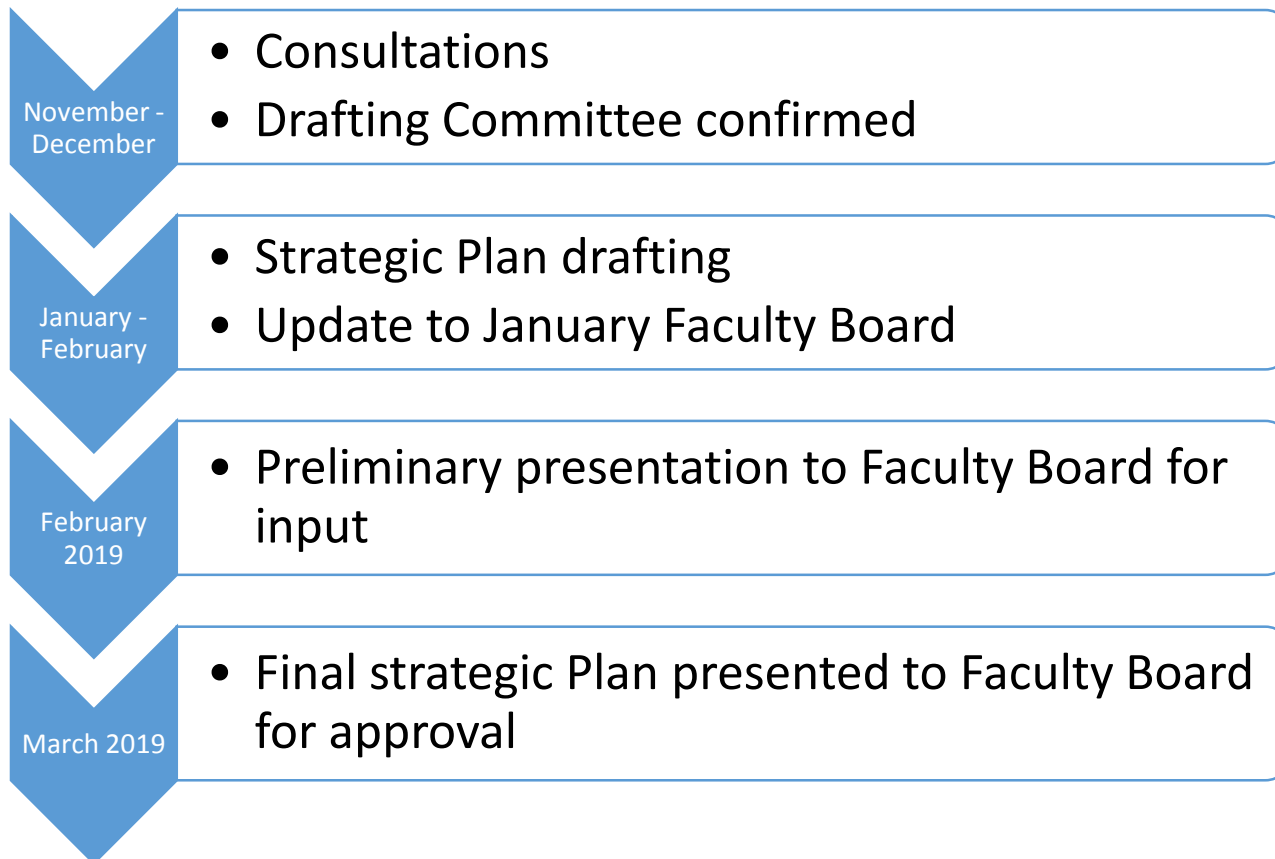 November -
December
• Consultations
• Drafting Committee confirmed
January -
February
• Strategic Plan drafting
• Update to January Faculty Board
February
2019
• Preliminary presentation to Faculty Board for
input
March 2019
• Final strategic Plan presented to Faculty Board
for approval